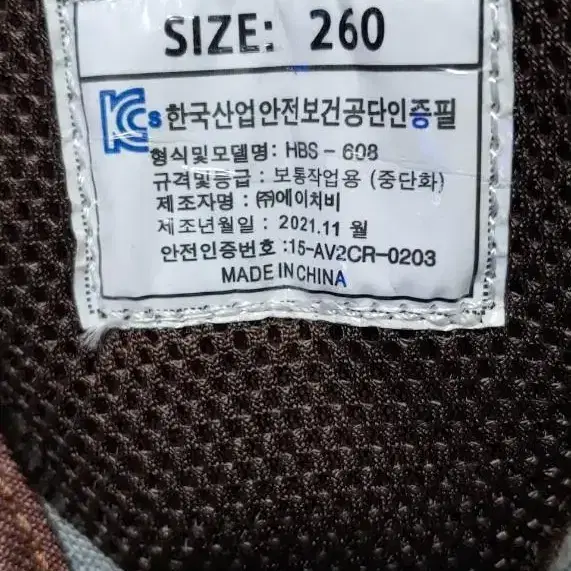 SIZE: 260
KCs 한국산업안전보건공단인증필
형식및모델명: HBS - 608
규격및등급 : 보통작업용 (중단화)
제조자명 : ㈜에이치비
제조년월일 : 2021.11 월
안전인증번호 :15-AV2CR-0203
MADE IN CHINA